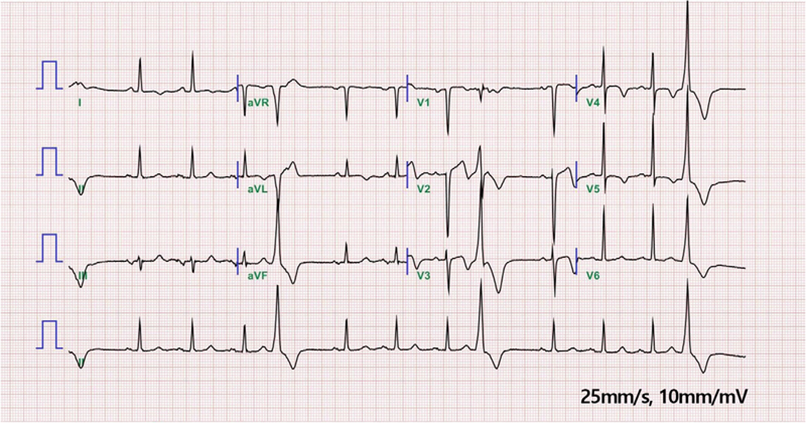 I aVR V1 V4
II aVL V2 V5
III aVF V3 V6
II
25mm/s, 10mm/mV